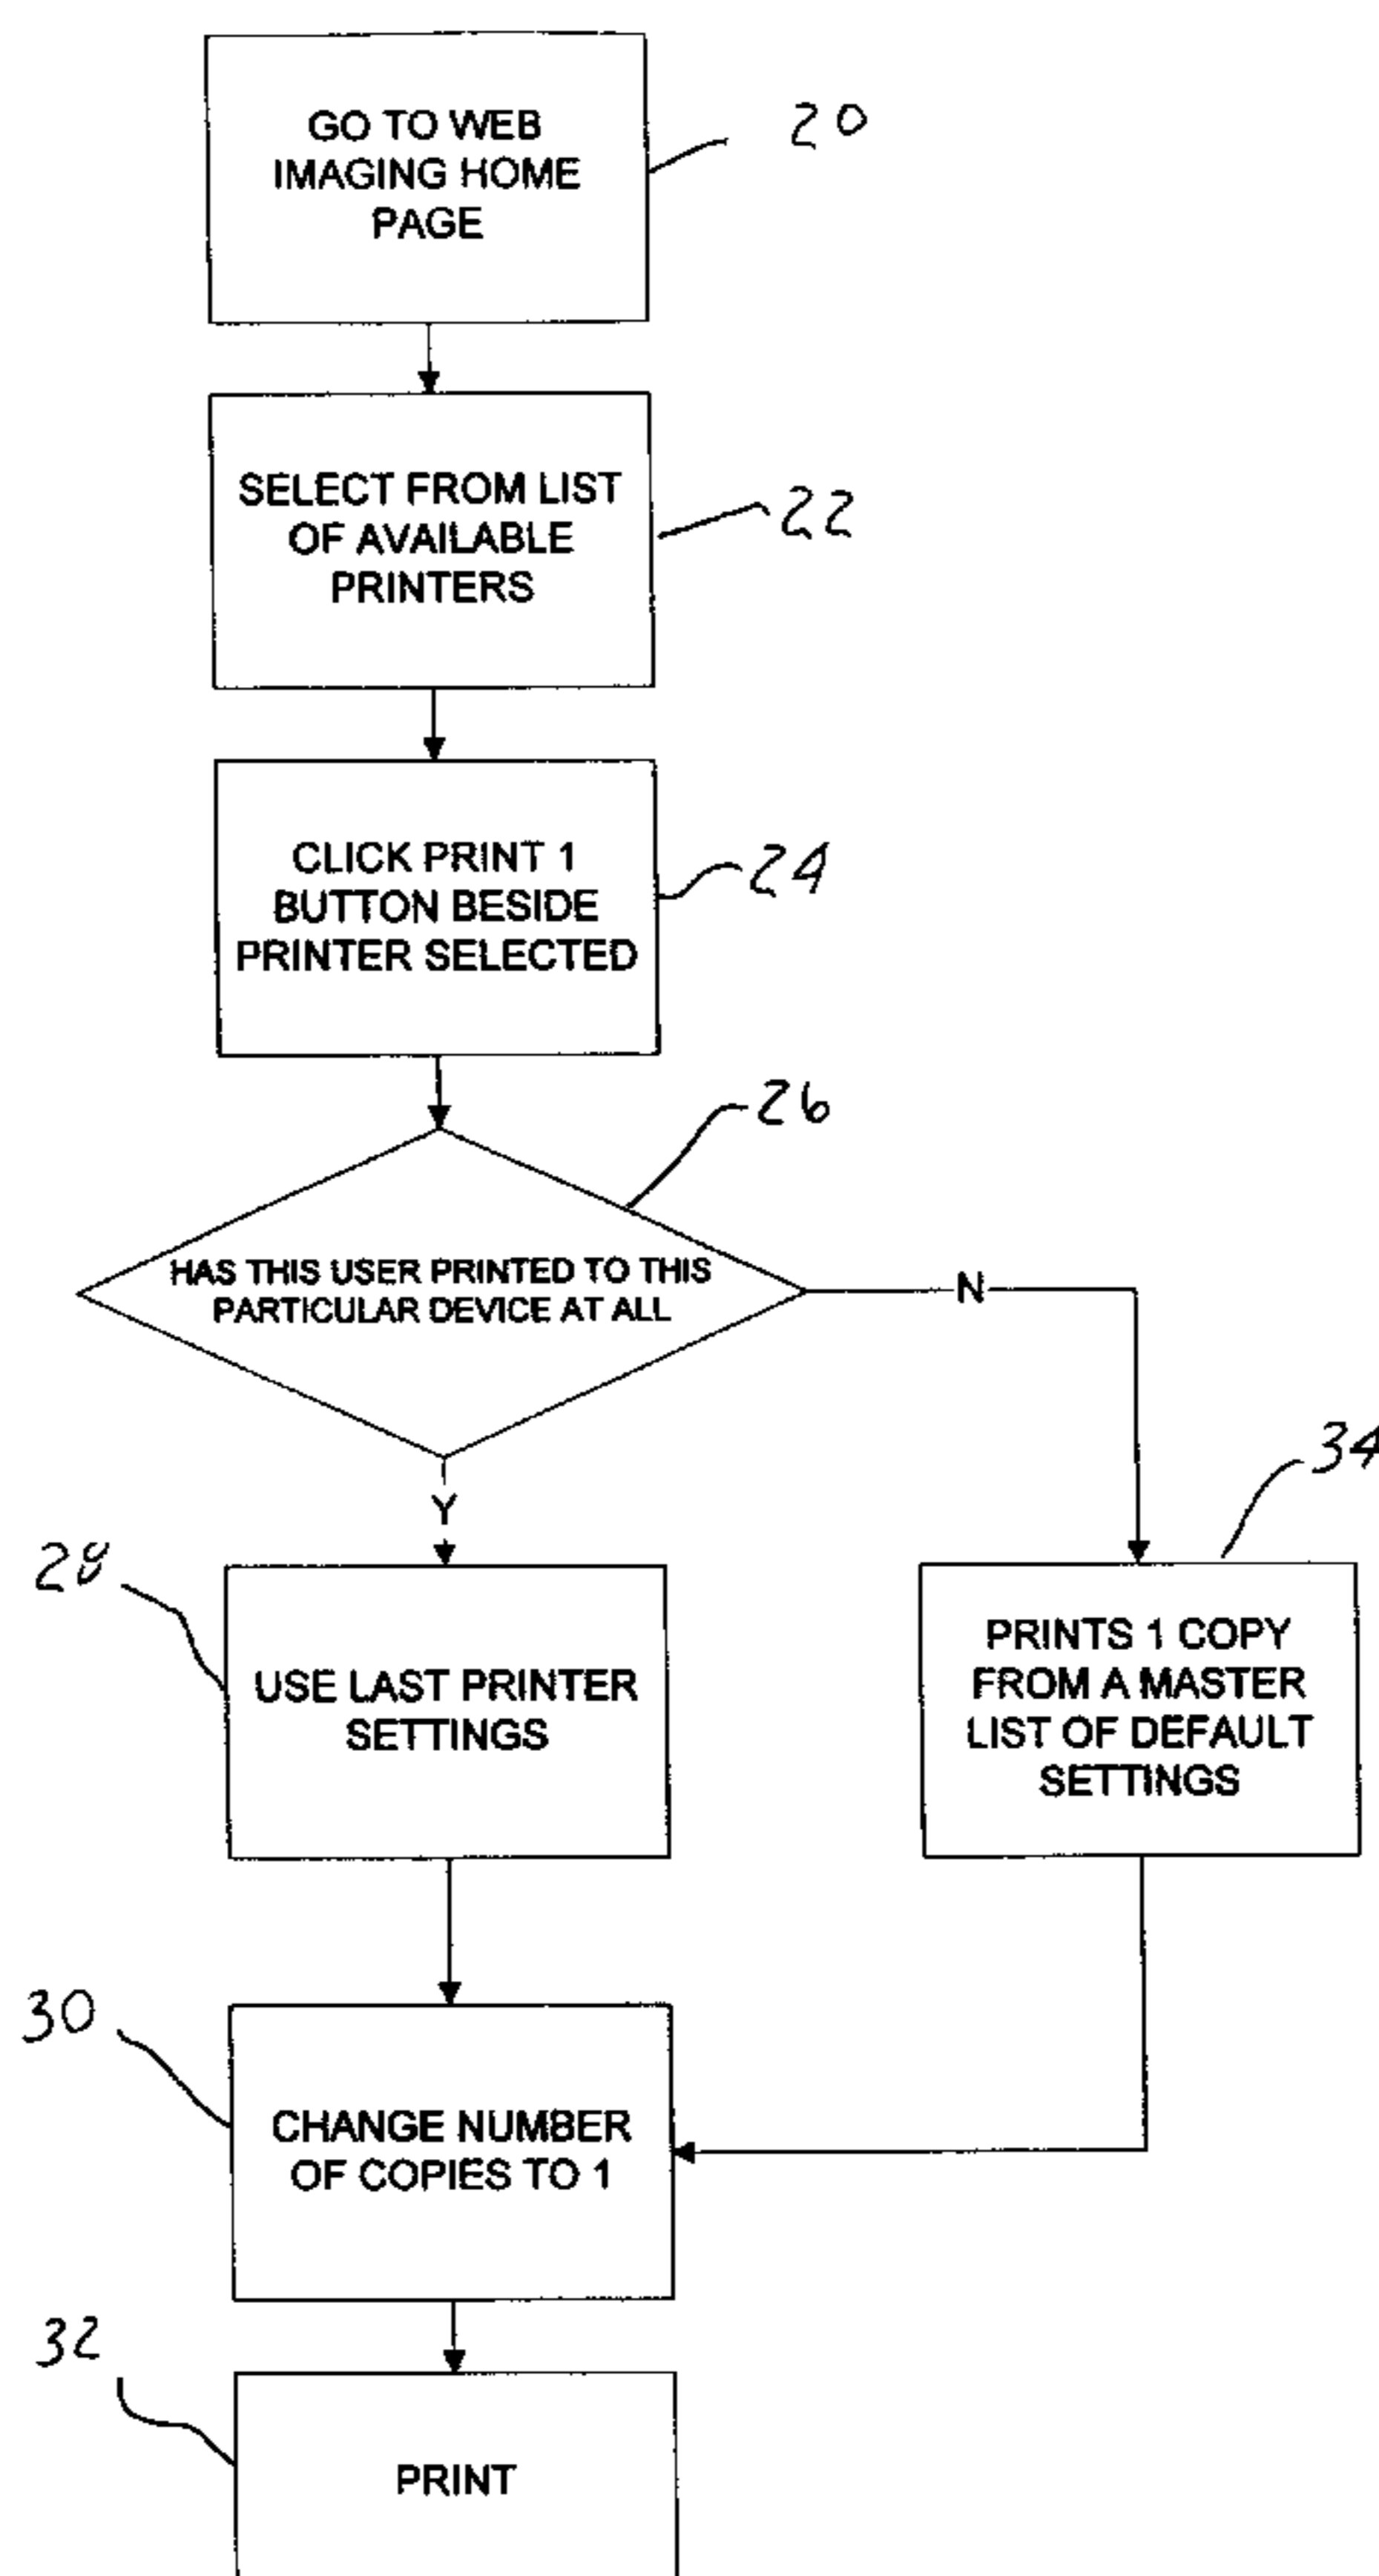 GO TO WEB
IMAGING HOME
PAGE
20
SELECT FROM LIST
OF AVAILABLE
PRINTERS
22
CLICK PRINT 1
BUTTON BESIDE
PRINTER SELECTED
24
26
HAS THIS USER PRINTED TO THIS
PARTICULAR DEVICE AT ALL
N
Y
28
USE LAST PRINTER
SETTINGS
34
PRINTS 1 COPY
FROM A MASTER
LIST OF DEFAULT
SETTINGS
30
CHANGE NUMBER
OF COPIES TO 1
32
PRINT